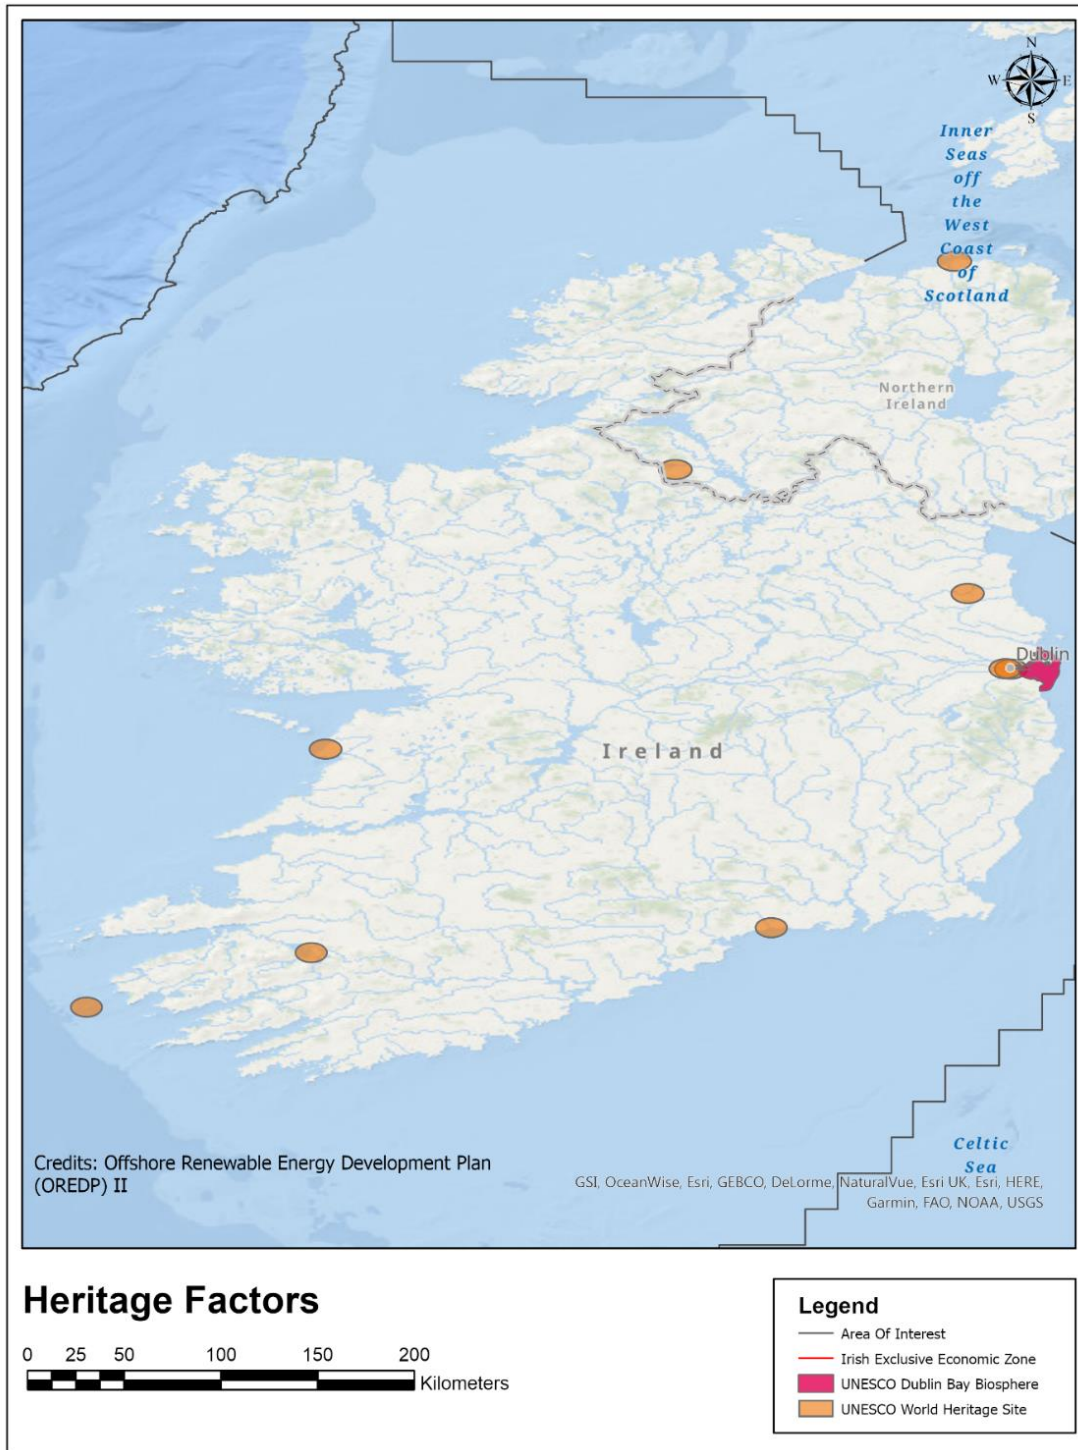 N
W E
S
Inner
Seas
off
the
West
Coast
of
Scotland
Northern
Ireland
Dublin
Ireland
Celtic
Sea
Credits: Offshore Renewable Energy Development Plan
(OREDP) II
GSI, OceanWise, Esri, GEBCO, DeLorme, NaturalVue, Esri UK, Esri, HERE,
Garmin, FAO, NOAA, USGS
Heritage Factors
0 25 50 100 150 200
Kilometers
Legend
Area Of Interest
Irish Exclusive Economic Zone
UNESCO Dublin Bay Biosphere
UNESCO World Heritage Site